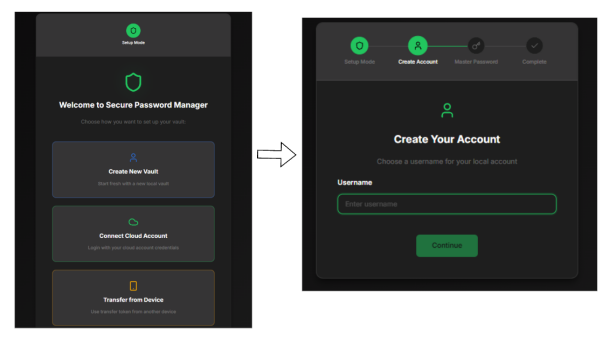 Setup Mode
Welcome to Secure Password Manager
Choose how you want to set up your vault:
Create New Vault
Start fresh with a new local vault
Connect Cloud Account
Login with your cloud account credentials
Transfer from Device
Use transfer token from another device
Setup Mode
Create Account
Master Password
Complete
Create Your Account
Choose a username for your local account
Username
Enter username
Continue